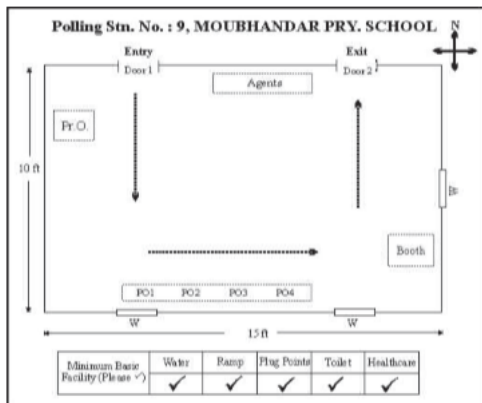 Polling Stn. No. : 9, MOUBHANDAR PRY. SCHOOL
N
Entry
Exit
Door 1
Door 2
Agents
Pr.O.
10 ft
W
Booth
PO1 PO2 PO3 PO4
W
W
15 ft
Minimum Basic Facility (Please ✓)
Water Ramp Plug Points Toilet Healthcare
✓ ✓ ✓ ✓ ✓